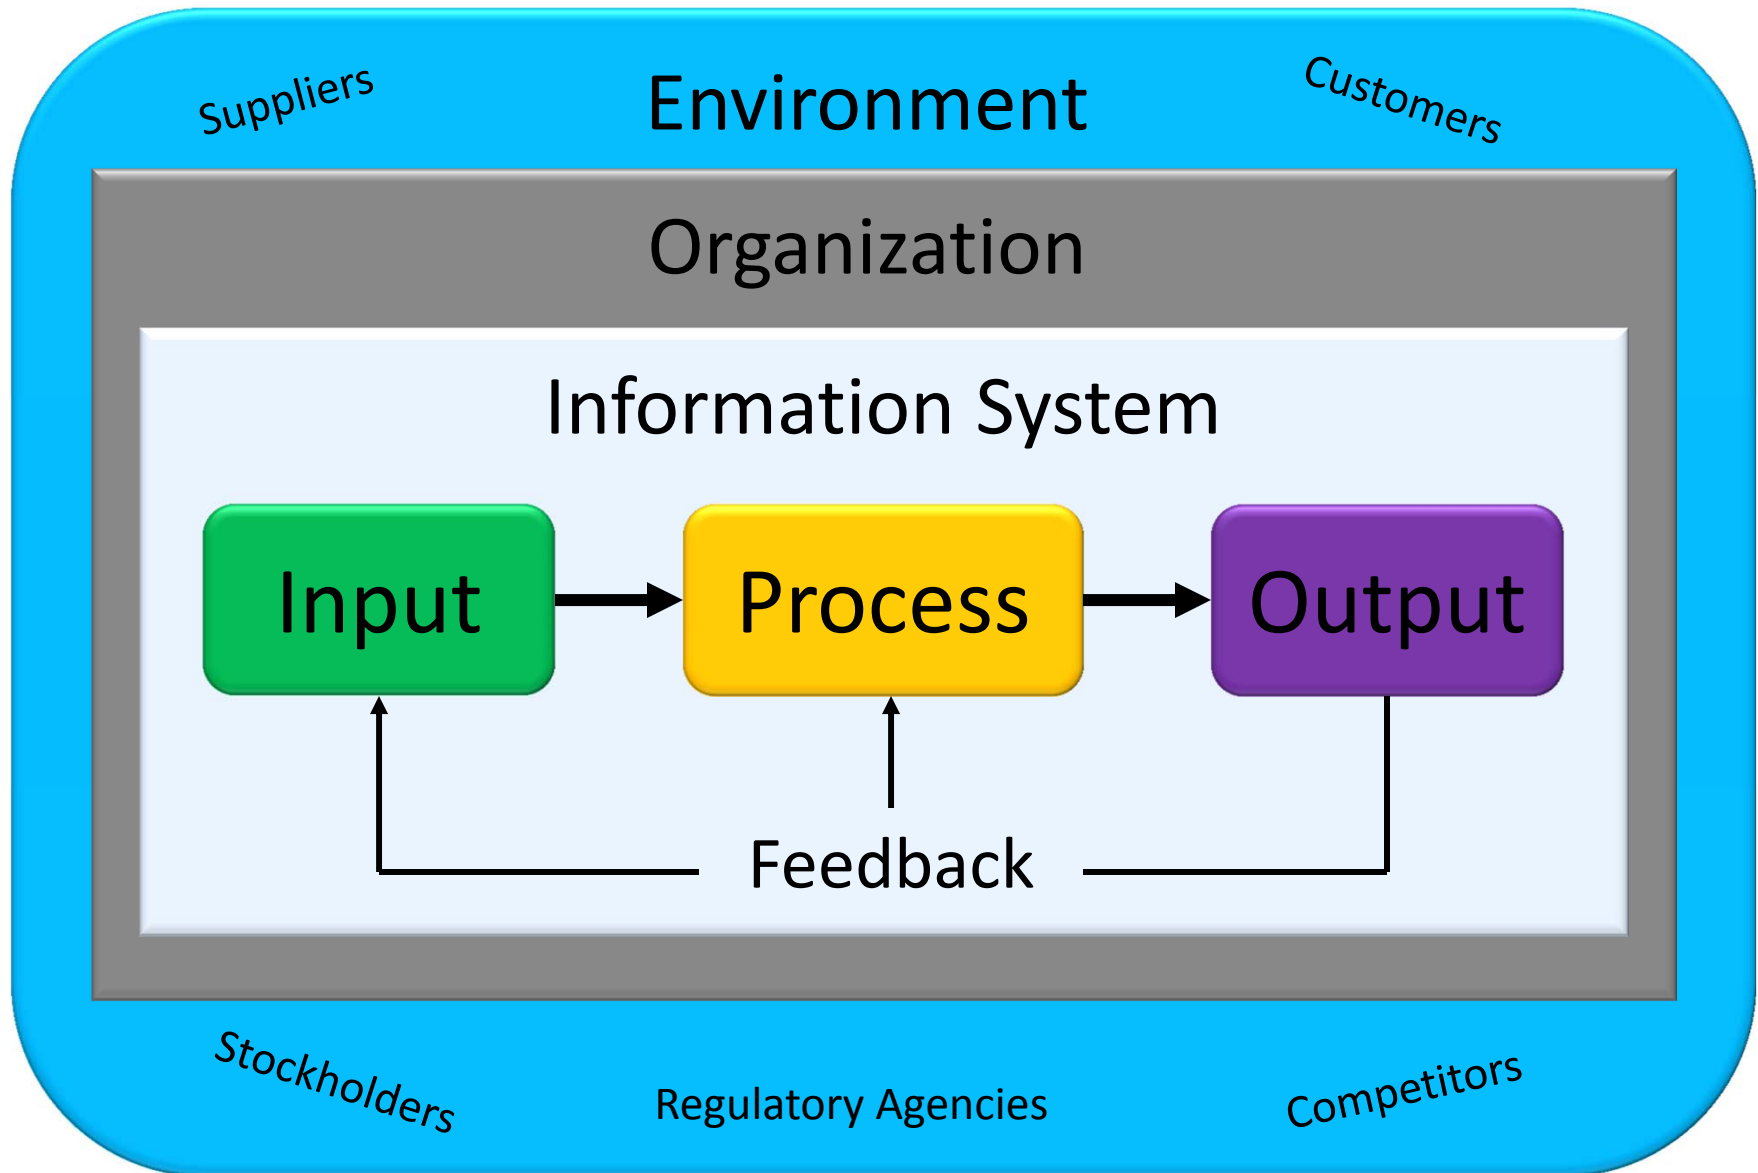 Suppliers
Environment
Customers
Organization
Information System
Input
Process
Output
Feedback
Stockholders
Regulatory Agencies
Competitors